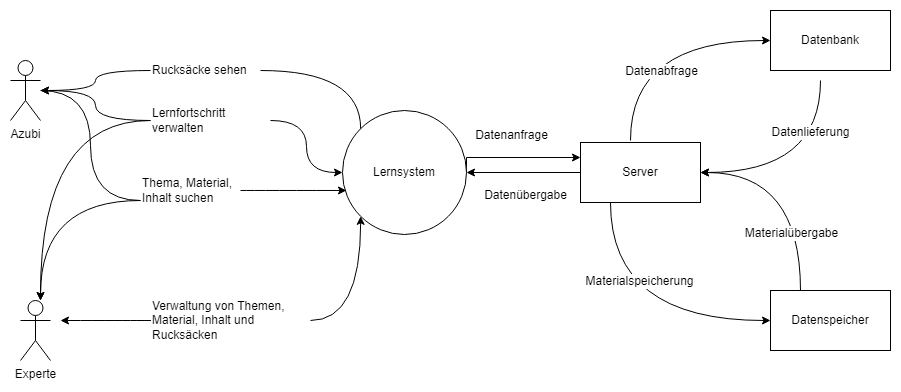 Datenbank
Rucksäcke sehen
Datenabfrage
Azubi
Lernfortschritt
verwalten
Datenanfrage
Datenlieferung
Lernsystem
Server
Thema, Material,
Inhalt suchen
Datenübergabe
Materialübergabe
Materialspeicherung
Verwaltung von Themen,
Material, Inhalt und
Rucksäcken
Datenspeicher
Experte